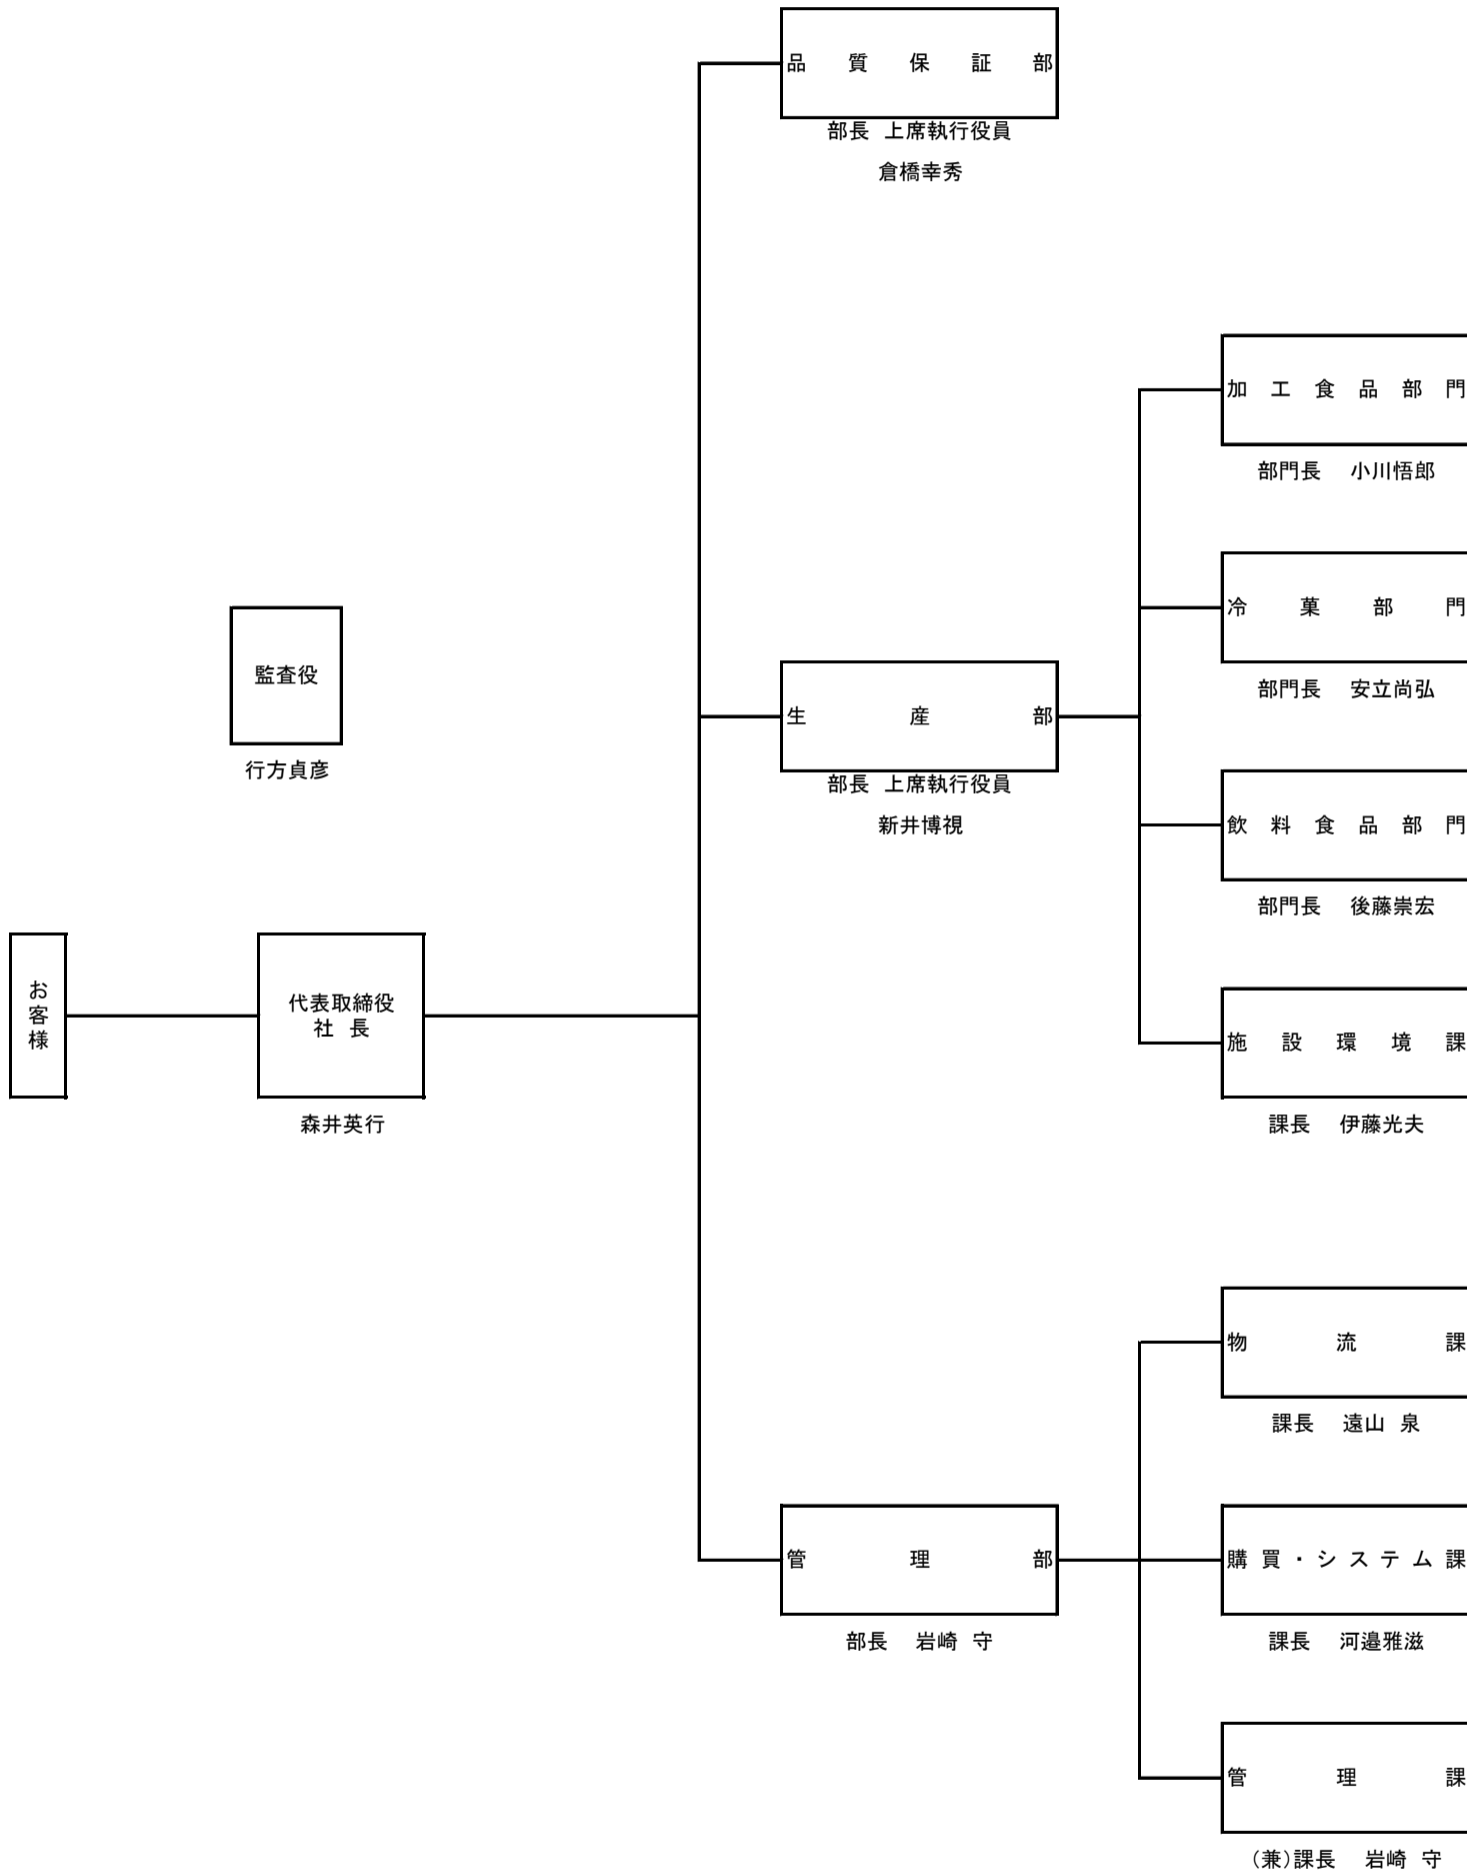 品質保証部
部長 上席執行役員
倉橋幸秀
加工食品部門
部門長 小川悟郎
冷菓部門
部門長 安立尚弘
監査役
行方貞彦
生産部
部長 上席執行役員
新井博視
飲料食品部門
部門長 後藤崇宏
お客様
代表取締役
社 長
森井英行
施設環境課
課長 伊藤光夫
物流課
課長 遠山 泉
管理部
部長 岩崎 守
購買・システム課
課長 河邉雅滋
管理課
(兼)課長 岩崎 守